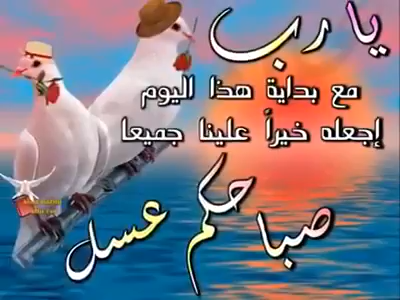 يا رب
مع بداية هذا اليوم
إجعله خيراً علينا جميعا
صباحكم عسل